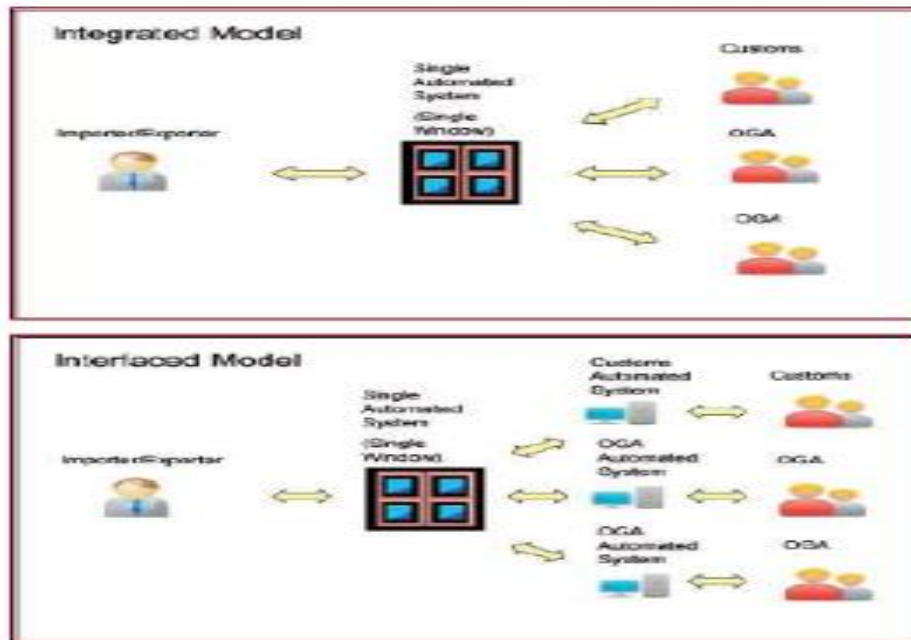 Integrated Model
Customs
Single
Automated
System
(Single
Window)
Importer/Exporter
OGA
OGA
Interfaced Model
Customs
Automated
System
Customs
Single
Automated
System
(Single
Window)
Importer/Exporter
OGA
Automated
System
OGA
OGA
Automated
System
OGA